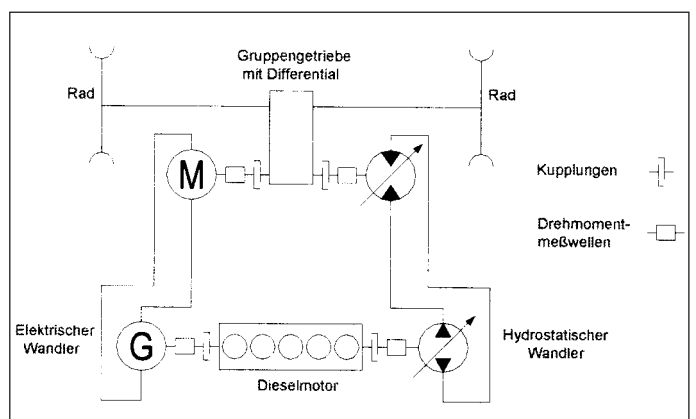 Gruppengetriebe
mit Differential
Rad
Rad
M
Kupplungen
Drehmoment-
meßwellen
Elektrischer
Wandler
G
Dieselmotor
Hydrostatischer
Wandler